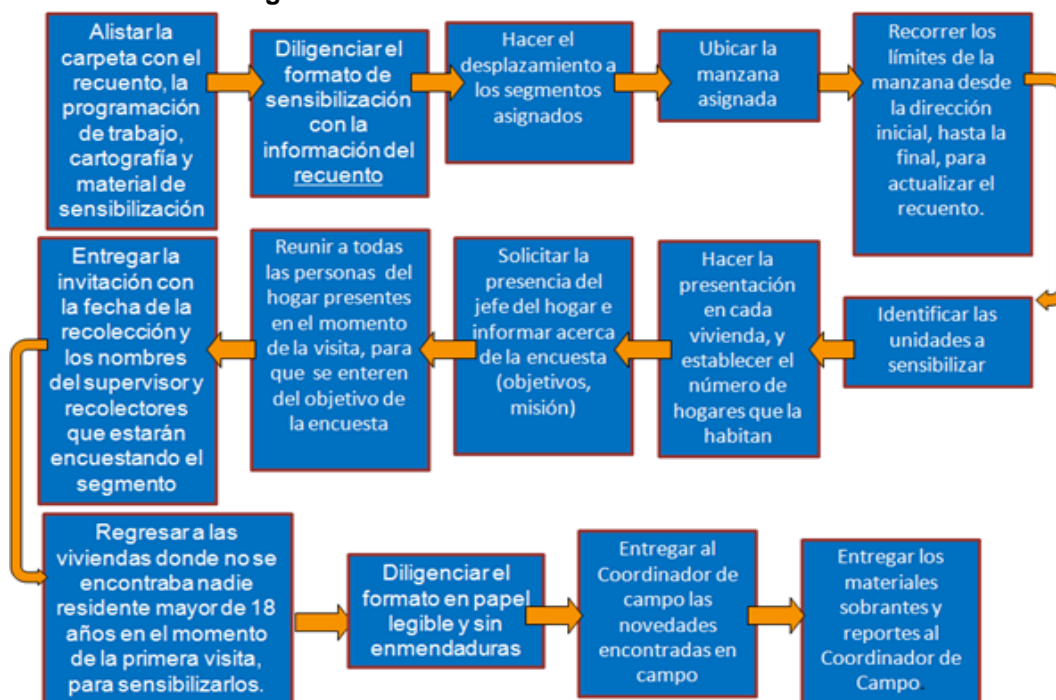 Alistar la
carpeta con el
recuento, la
programación
de trabajo,
cartografía y
material de
sensibilización
Diligenciar el
formato de
sensibilización
con la
información del
recuento
Hacer el
desplazamiento a
los segmentos
asignados
Ubicar la
manzana
asignada
Recorrer los
límites de la
manzana desde
la dirección
inicial, hasta la
final, para
actualizar el
recuento.
Identificar las
unidades a
sensibilizar
Hacer la
presentación
en cada
vivienda, y
establecer el
número de
hogares que la
habitan
Solicitar la
presencia del
jefe del hogar e
informar acerca
de la encuesta
(objetivos,
misión)
Reunir a todas
las personas del
hogar presentes
en el momento
de la visita, para
que se enteren
del objetivo de
la encuesta
Entregar la
invitación con
la fecha de la
recolección y
los nombres
del supervisor y
recolectores
que estarán
encuestando el
segmento
Regresar a las
viviendas donde no se
encontraba nadie
residente mayor de 18
años en el momento
de la primera visita,
para sensibilizarlos.
Diligenciar el
formato en papel
legible y sin
enmendaduras
Entregar al
Coordinador de
campo las
novedades
encontradas en
campo
Entregar los
materiales
sobrantes y
reportes al
Coordinador de
Campo.